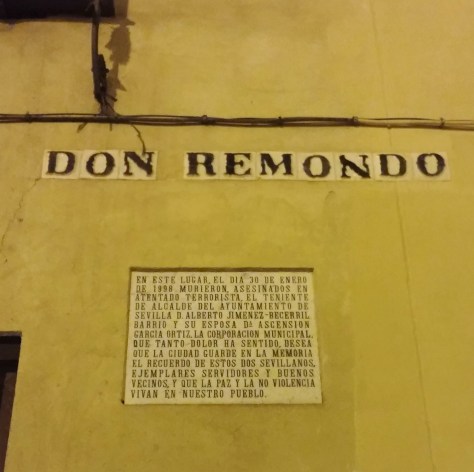 DON REMONDO
EN ESTE LUGAR, EL DIA 30 DE ENERO
DE 1998 MURIERON, ASESINADOS EN
ATENTADO TERRORISTA, EL TENIENTE
DE ALCALDE DEL AYUNTAMIENTO DE
SEVILLA D. ALBERTO JIMENEZ-BECERRIL
BARRIO Y SU ESPOSA Dª ASCENSION
GARCIA ORTIZ. LA CORPORACION MUNICIPAL,
QUE TANTO DOLOR HA SENTIDO, DESEA
QUE LA CIUDAD GUARDE EN LA MEMORIA
EL RECUERDO DE ESTOS DOS SEVILLANOS,
EJEMPLARES SERVIDORES Y BUENOS
VECINOS, Y QUE LA PAZ Y LA NO VIOLENCIA
VIVAN EN NUESTRO PUEBLO.